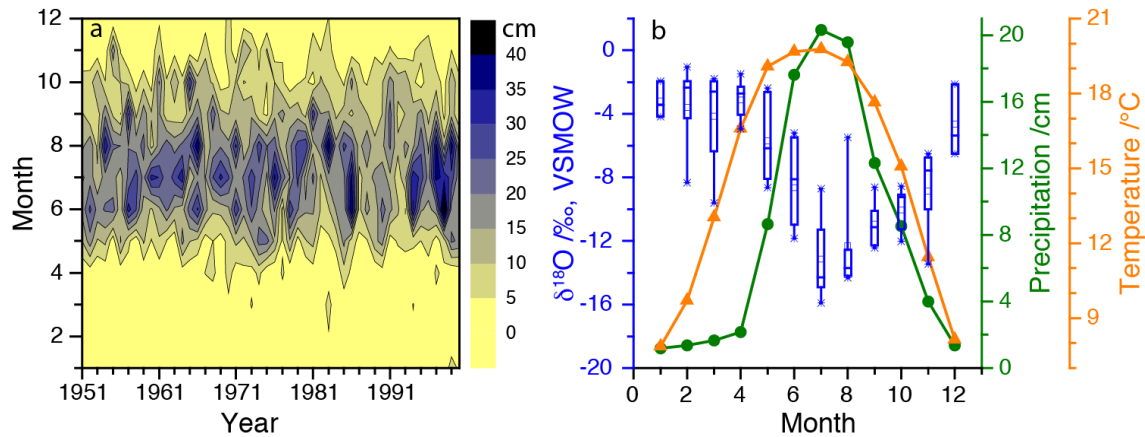 a
12
10
8
6
4
2
Month
1951 1961 1971 1981 1991
Year
cm
40
35
30
25
20
15
10
5
0
b
0
-4
-8
-12
-16
-20
δ¹⁸O /‰, VSMOW
0 2 4 6 8 10 12
Month
20
16
12
8
4
0
Precipitation /cm
21
18
15
12
9
Temperature /°C